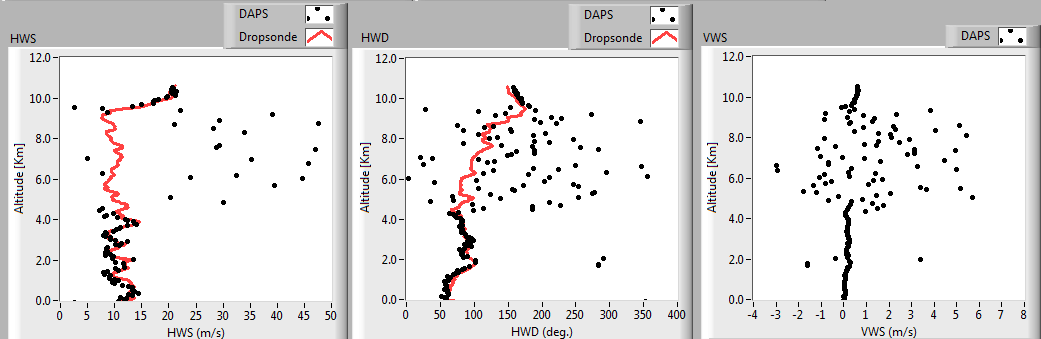 DAPS
Dropsonde
HWS
12.0
10.0
8.0
6.0
4.0
2.0
0.0
Altitude [Km]
0 5 10 15 20 25 30 35 40 45 50
HWS (m/s)
DAPS
Dropsonde
HWD
12.0
10.0
8.0
6.0
4.0
2.0
0.0
Altitude [Km]
0 50 100 150 200 250 300 350 400
HWD (deg.)
DAPS
VWS
12.0
10.0
8.0
6.0
4.0
2.0
0.0
Altitude [Km]
-4 -3 -2 -1 0 1 2 3 4 5 6 7 8
VWS (m/s)